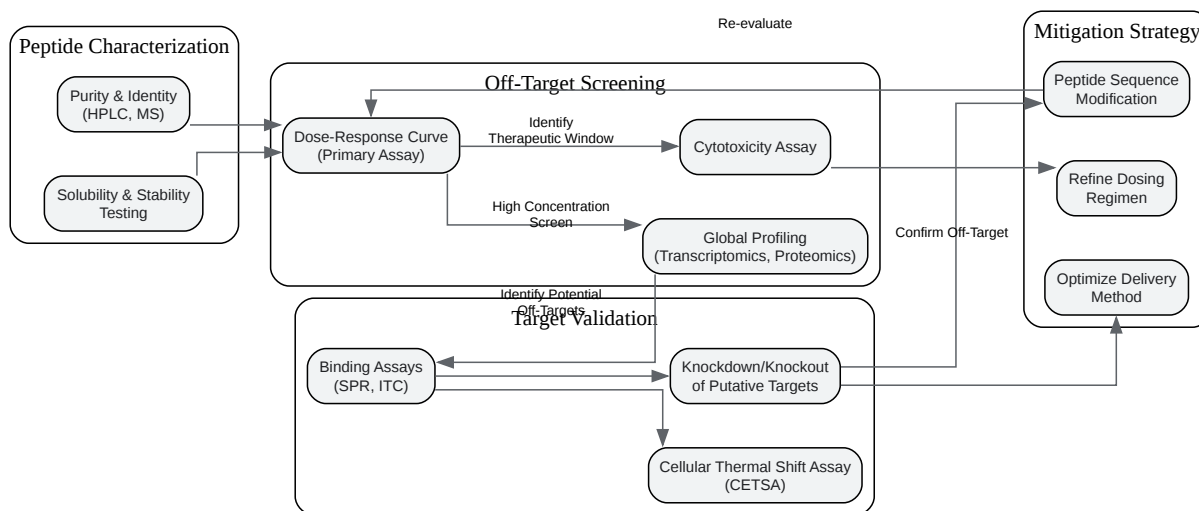 Re-evaluate
Peptide Characterization
Purity & Identity
(HPLC, MS)
Solubility & Stability
Testing
Off-Target Screening
Dose-Response Curve
(Primary Assay)
Identify
Therapeutic Window
Cytotoxicity Assay
High Concentration
Screen
Global Profiling
(Transcriptomics, Proteomics)
Identify Potential
Off-Targets
Target Validation
Binding Assays
(SPR, ITC)
Knockdown/Knockout
of Putative Targets
Cellular Thermal Shift Assay
(CETSA)
Confirm Off-Target
Mitigation Strategy
Peptide Sequence
Modification
Refine Dosing
Regimen
Optimize Delivery
Method